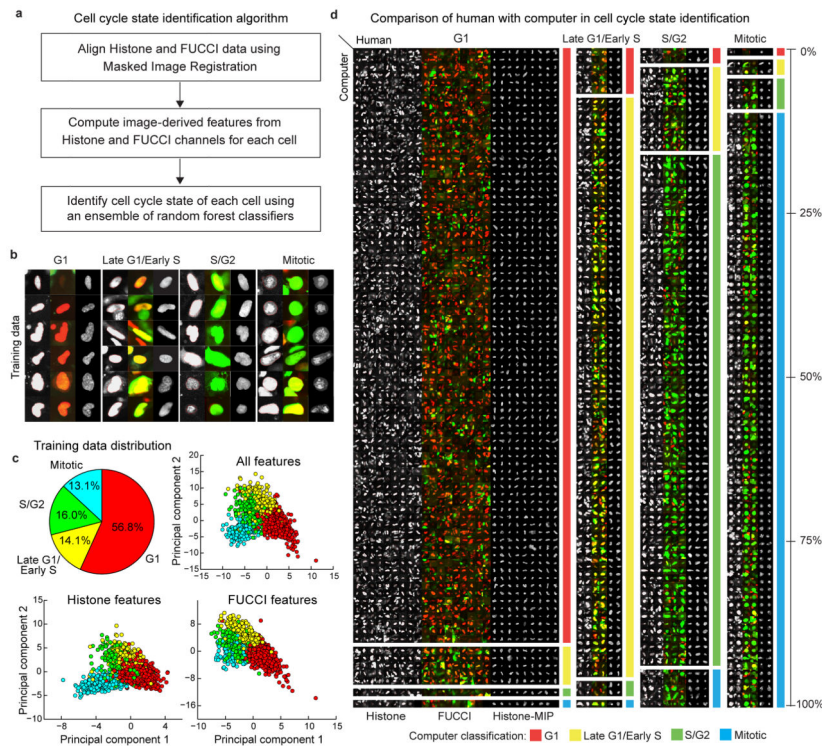 a
Cell cycle state identification algorithm
Align Histone and FUCCI data using
Masked Image Registration
Compute image-derived features from
Histone and FUCCI channels for each cell
Identify cell cycle state of each cell using
an ensemble of random forest classifiers
b
G1 Late G1/Early S S/G2 Mitotic
Training data
c
Training data distribution
Mitotic
13.1%
S/G2
16.0%
56.8%
14.1%
Late G1/
Early S
G1
All features
Principal component 2
15
10
5
0
−5
−10
−15
−15 −10 −5 0 5 10 15
Histone features
Principal component 2
10
5
0
−5
−10
−8 −4 0 4
Principal component 1
FUCCI features
8
0
−8
−16
−10 −5 0 5 10 15
Principal component 1
d
Comparison of human with computer in cell cycle state identification
Human G1 Late G1/Early S S/G2 Mitotic
Computer
0%
25%
50%
75%
100%
Histone FUCCI Histone-MIP
Computer classification: G1 Late G1/Early S S/G2 Mitotic